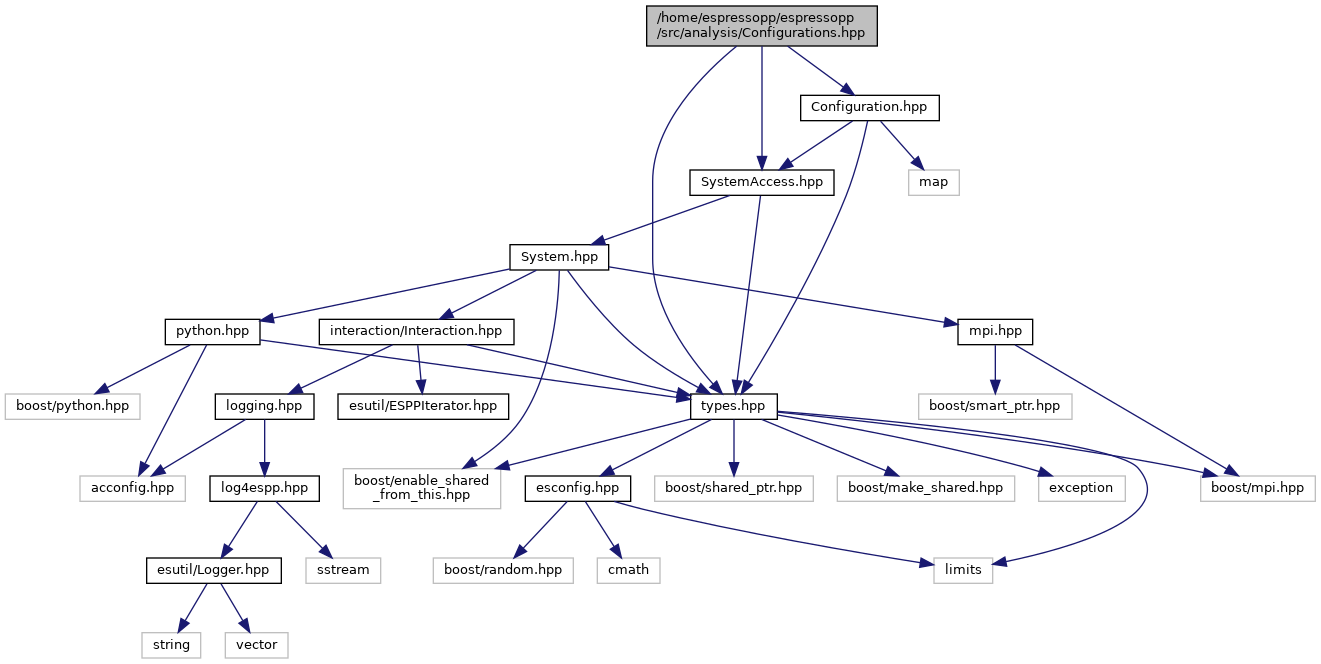 /home/espressopp/espressopp
/src/analysis/Configurations.hpp
Configuration.hpp
SystemAccess.hpp
map
System.hpp
python.hpp
interaction/Interaction.hpp
mpi.hpp
boost/python.hpp
logging.hpp
esutil/ESPPIterator.hpp
types.hpp
boost/smart_ptr.hpp
acconfig.hpp
log4espp.hpp
boost/enable_shared
_from_this.hpp
esconfig.hpp
boost/shared_ptr.hpp
boost/make_shared.hpp
exception
boost/mpi.hpp
esutil/Logger.hpp
sstream
boost/random.hpp
cmath
limits
string
vector